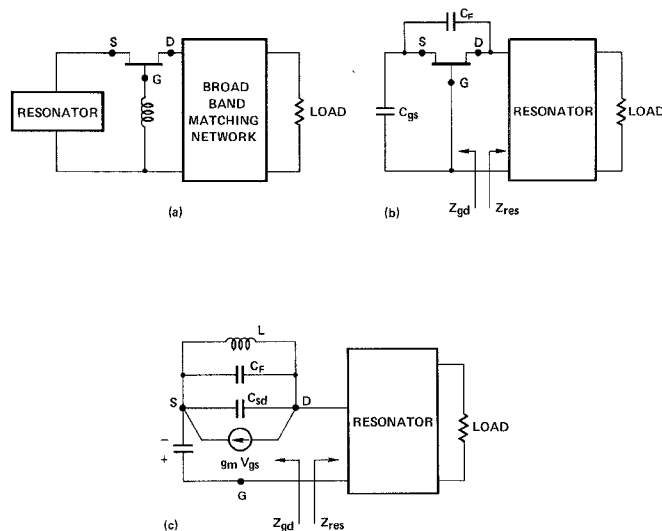 S
D
G
RESONATOR
BROAD
BAND
MATCHING
NETWORK
LOAD
(a)
CF
S
D
G
Cgs
RESONATOR
LOAD
Zgd
Zres
(b)
L
CF
Csd
S
D
gm Vgs
G
RESONATOR
LOAD
Zgd
Zres
(c)
−
+